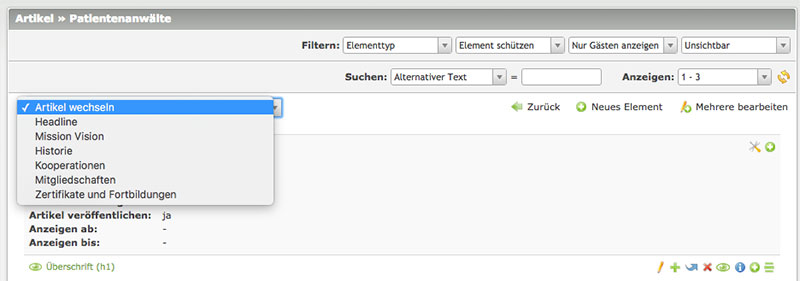 Artikel » Patientenanwälte
Filtern: Elementtyp Element schützen Nur Gästen anzeigen Unsichtbar
Suchen: Alternativer Text = Anzeigen: 1 - 3
✓ Artikel wechseln
Zurück Neues Element Mehrere bearbeiten
Headline
Mission Vision
Historie
Kooperationen
Mitgliedschaften
Zertifikate und Fortbildungen
Artikel veröffentlichen: ja
Anzeigen ab: -
Anzeigen bis: -
Überschrift (h1)